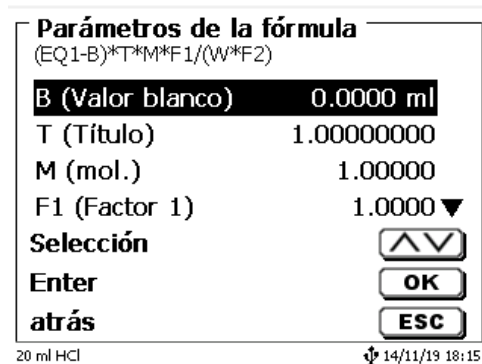 Parámetros de la fórmula
(EQ1-B)*T*M*F1/(W*F2)
B (Valor blanco) 0.0000 ml
T (Título) 1.00000000
M (mol.) 1.00000
F1 (Factor 1) 1.0000
Selección
Enter OK
atrás ESC
20 ml HCl 14/11/19 18:15